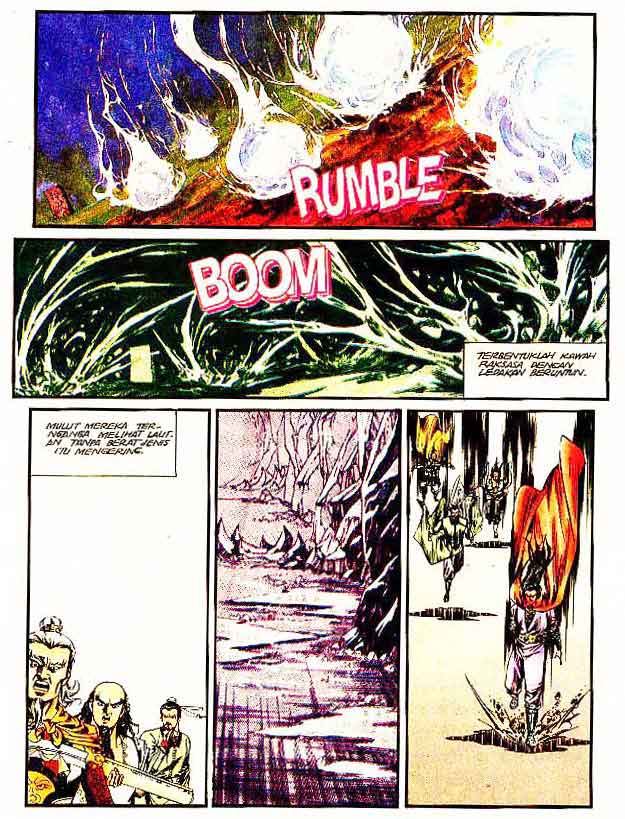 RUMBLE
BOOM
TERBENTUKLAH KAWAH
RAKSASA DENGAN
LEDAKAN BERUNTUN.
MULUT MEREKA TER-
NGANGA MELIHAT LAUT-
AN TANPA BERAT JENIS
ITU MENGERING.